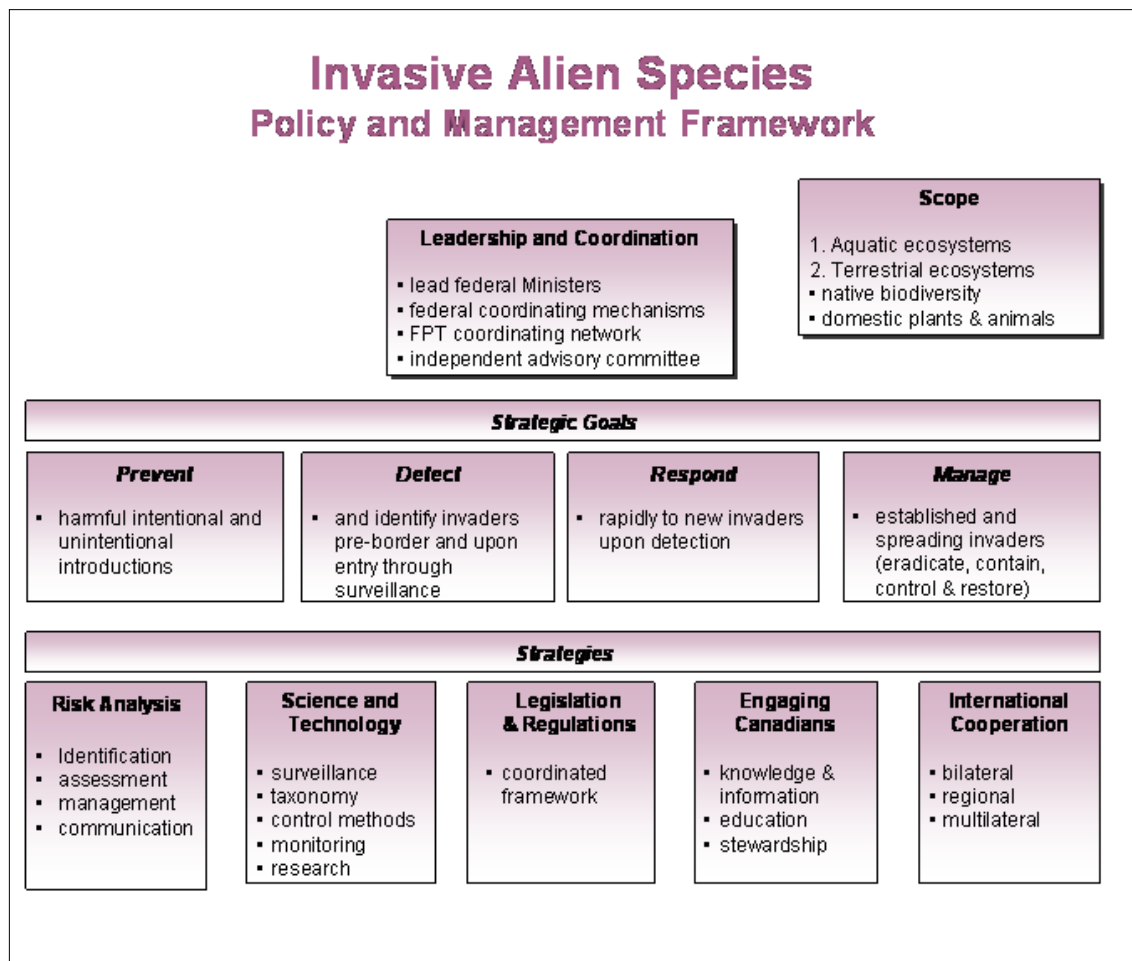 Invasive Alien Species
Policy and Management Framework
Leadership and Coordination
▪ lead federal Ministers
▪ federal coordinating mechanisms
▪ FPT coordinating network
▪ independent advisory committee
Scope
1. Aquatic ecosystems
2. Terrestrial ecosystems
▪ native biodiversity
▪ domestic plants & animals
Strategic Goals
Prevent
▪ harmful intentional and
unintentional
introductions
Detect
▪ and identify invaders
pre-border and upon
entry through
surveillance
Respond
▪ rapidly to new invaders
upon detection
Manage
▪ established and
spreading invaders
(eradicate, contain,
control & restore)
Strategies
Risk Analysis
▪ Identification
▪ assessment
▪ management
▪ communication
Science and
Technology
▪ surveillance
▪ taxonomy
▪ control methods
▪ monitoring
▪ research
Legislation
& Regulations
▪ coordinated
framework
Engaging
Canadians
▪ knowledge &
information
▪ education
▪ stewardship
International
Cooperation
▪ bilateral
▪ regional
▪ multilateral